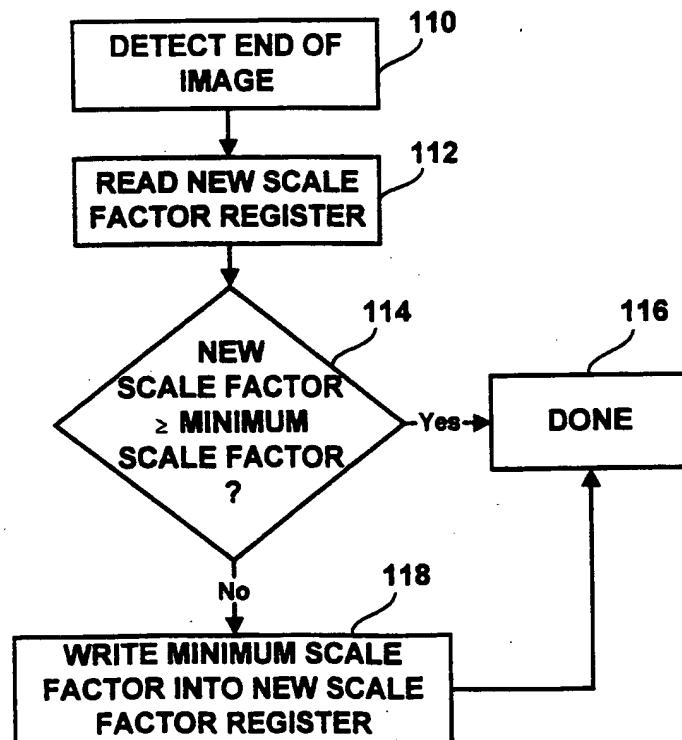 110
DETECT END OF
IMAGE
112
READ NEW SCALE
FACTOR REGISTER
114
NEW
SCALE FACTOR
≥ MINIMUM
SCALE FACTOR
?
Yes
116
DONE
No
118
WRITE MINIMUM SCALE
FACTOR INTO NEW SCALE
FACTOR REGISTER